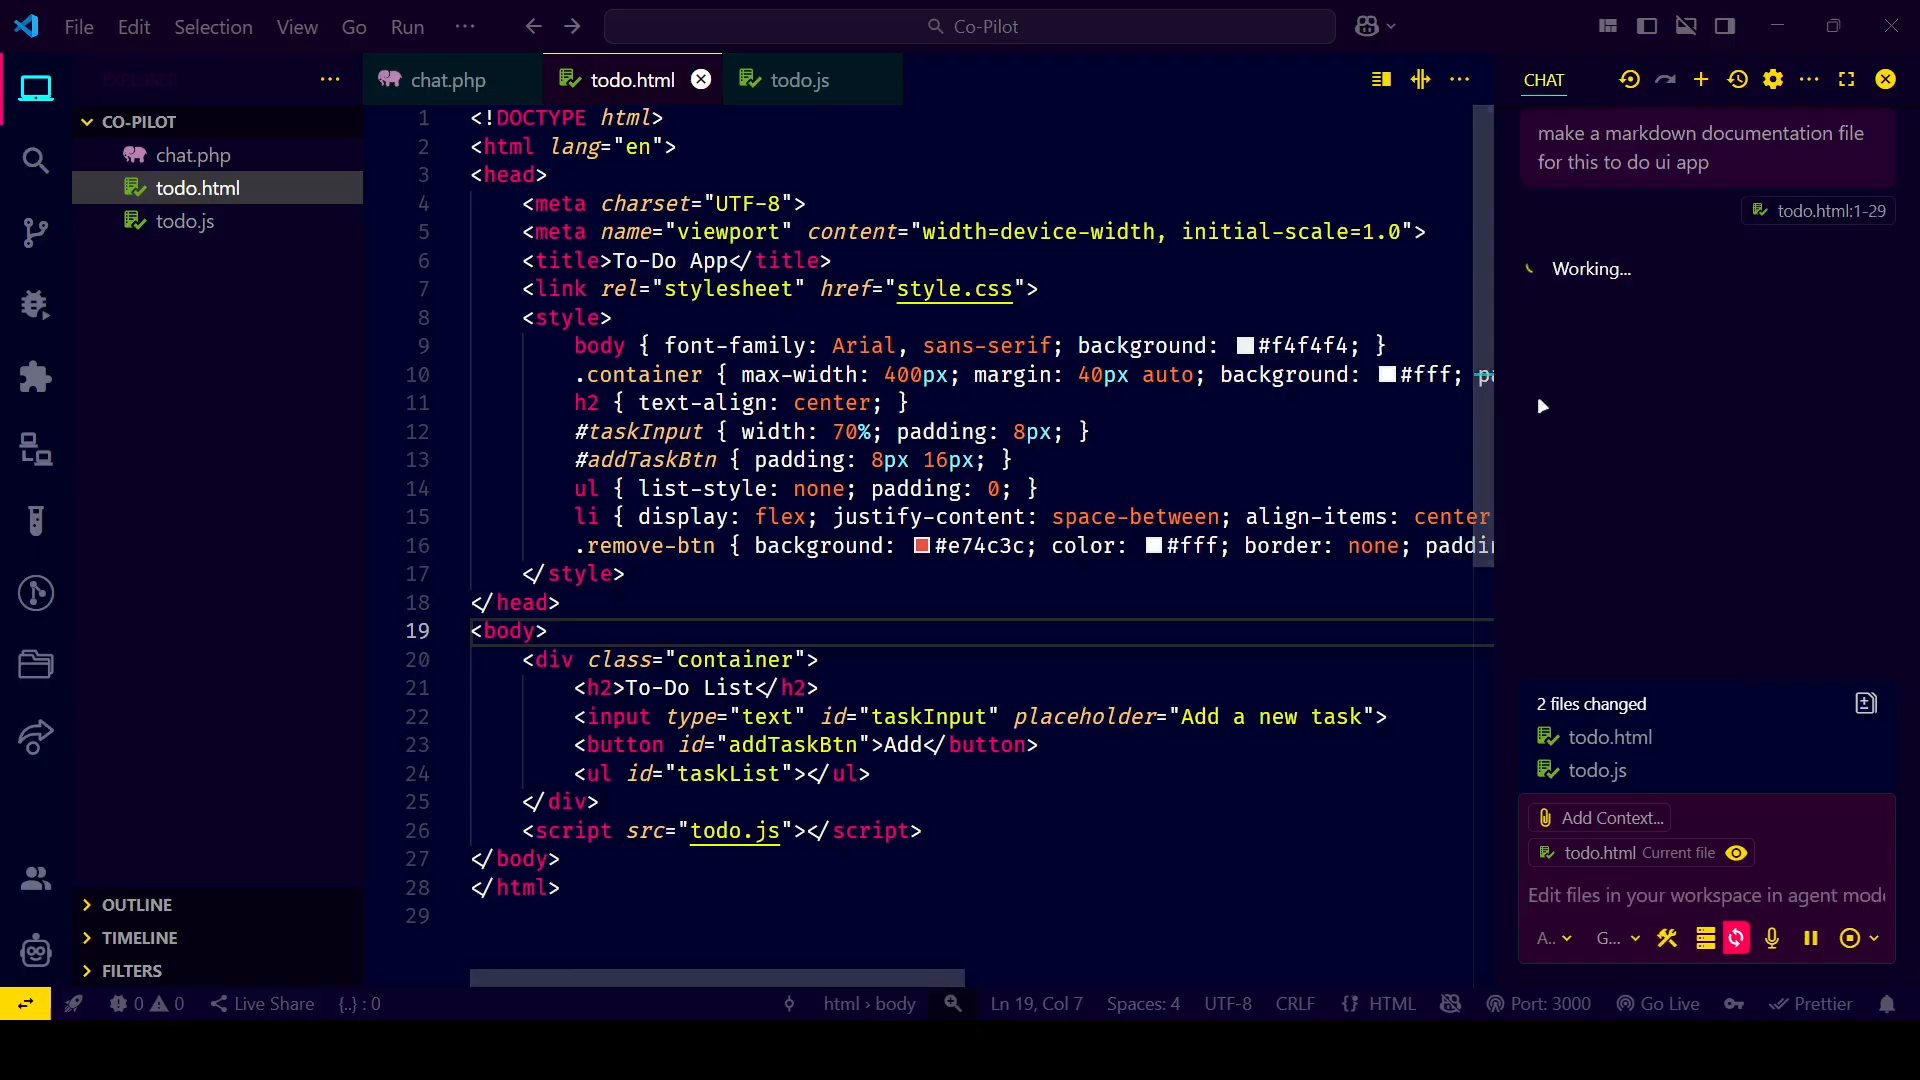 File Edit Selection View Go Run ··· Co-Pilot
EXPLORER ···
CO-PILOT
chat.php
todo.html
todo.js
OUTLINE
TIMELINE
FILTERS
chat.php todo.html todo.js ···
1 <!DOCTYPE html>
2 <html lang="en">
3 <head>
4 <meta charset="UTF-8">
5 <meta name="viewport" content="width=device-width, initial-scale=1.0">
6 <title>To-Do App</title>
7 <link rel="stylesheet" href="style.css">
8 <style>
9 body { font-family: Arial, sans-serif; background: #f4f4f4; }
10 .container { max-width: 400px; margin: 40px auto; background: #fff; pa
11 h2 { text-align: center; }
12 #taskInput { width: 70%; padding: 8px; }
13 #addTaskBtn { padding: 8px 16px; }
14 ul { list-style: none; padding: 0; }
15 li { display: flex; justify-content: space-between; align-items: center
16 .remove-btn { background: #e74c3c; color: #fff; border: none; paddin
17 </style>
18 </head>
19 <body>
20 <div class="container">
21 <h2>To-Do List</h2>
22 <input type="text" id="taskInput" placeholder="Add a new task">
23 <button id="addTaskBtn">Add</button>
24 <ul id="taskList"></ul>
25 </div>
26 <script src="todo.js"></script>
27 </body>
28 </html>
29
CHAT ···
make a markdown documentation file
for this to do ui app
todo.html:1-29
Working...
2 files changed
todo.html
todo.js
Add Context...
todo.html Current file
Edit files in your workspace in agent mode
A.. G...
0 0 Live Share {..} : 0 html › body Ln 19, Col 7 Spaces: 4 UTF-8 CRLF HTML Port: 3000 Go Live Prettier